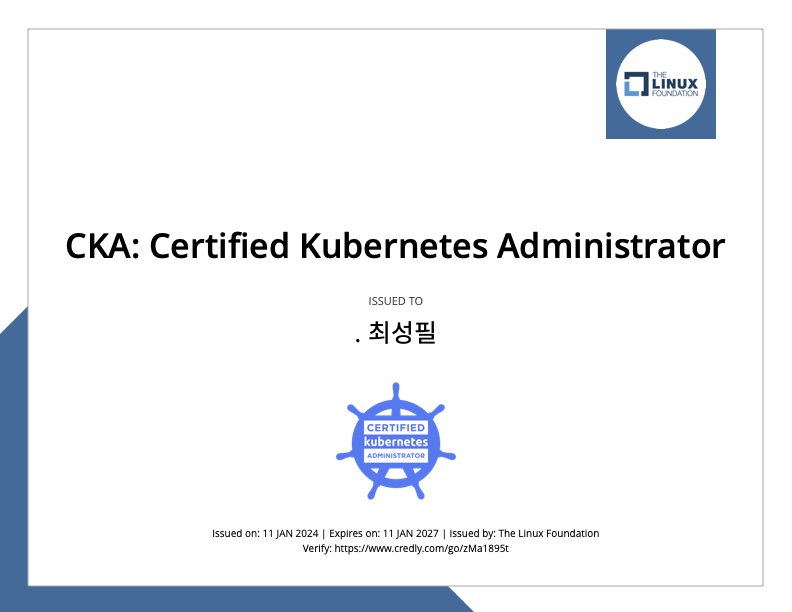 THE
LINUX
FOUNDATION
CKA: Certified Kubernetes Administrator
ISSUED TO
. 최성필
CERTIFIED
kubernetes
ADMINISTRATOR
Issued on: 11 JAN 2024 | Expires on: 11 JAN 2027 | Issued by: The Linux Foundation
Verify: https://www.credly.com/go/zMa1895t